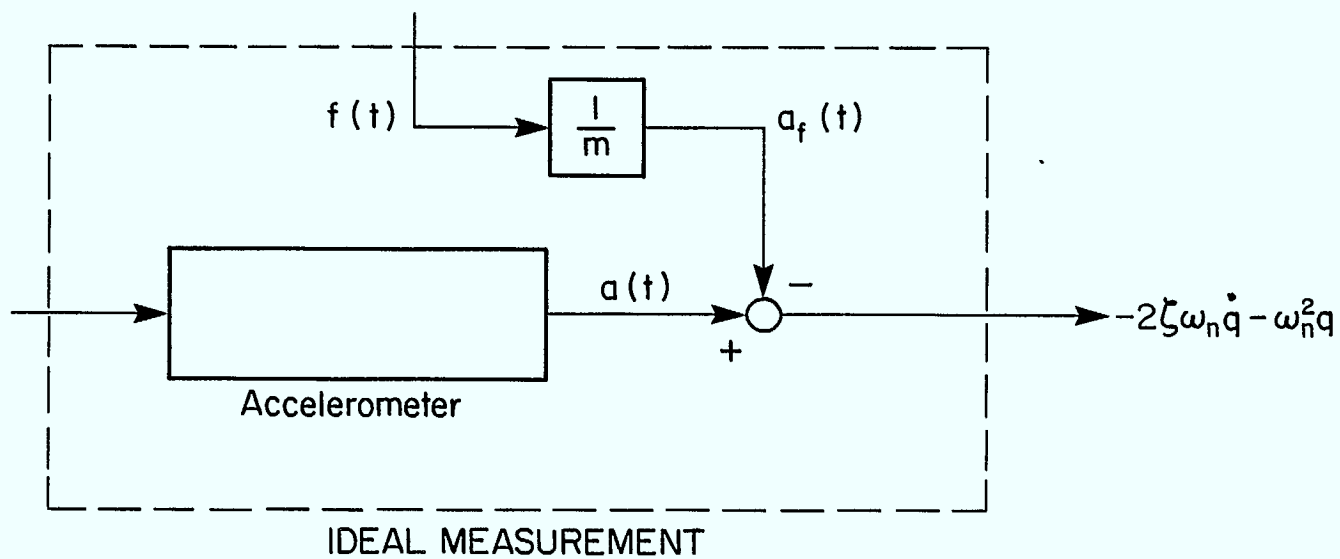 f(t)
1/m
a_f(t)
a(t)
−
+
-2ζω_n q̇ - ω_n² q
Accelerometer
IDEAL MEASUREMENT